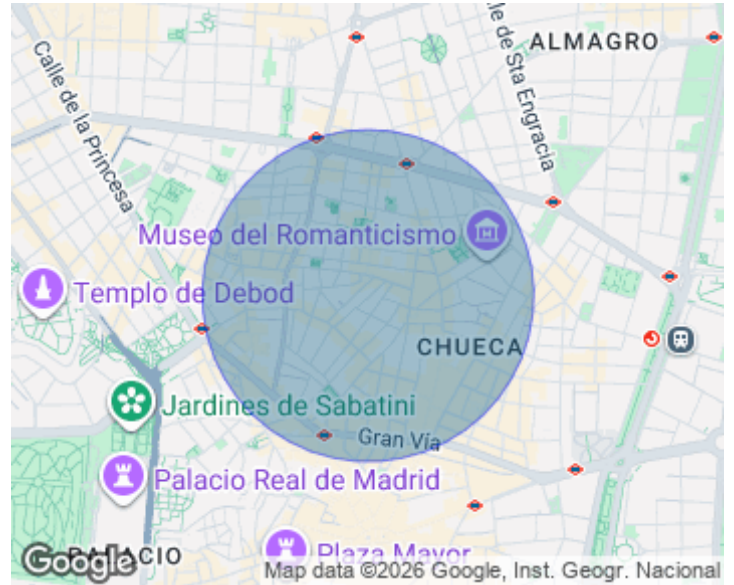 ALMAGRO
Calle de la Princesa
le de Sta Engracia
Museo del Romanticismo
Templo de Debod
CHUECA
Jardines de Sabatini
Gran Vía
Palacio Real de Madrid
PALACIO
Plaza Mayor
Google
Map data ©2026 Google, Inst. Geogr. Nacional